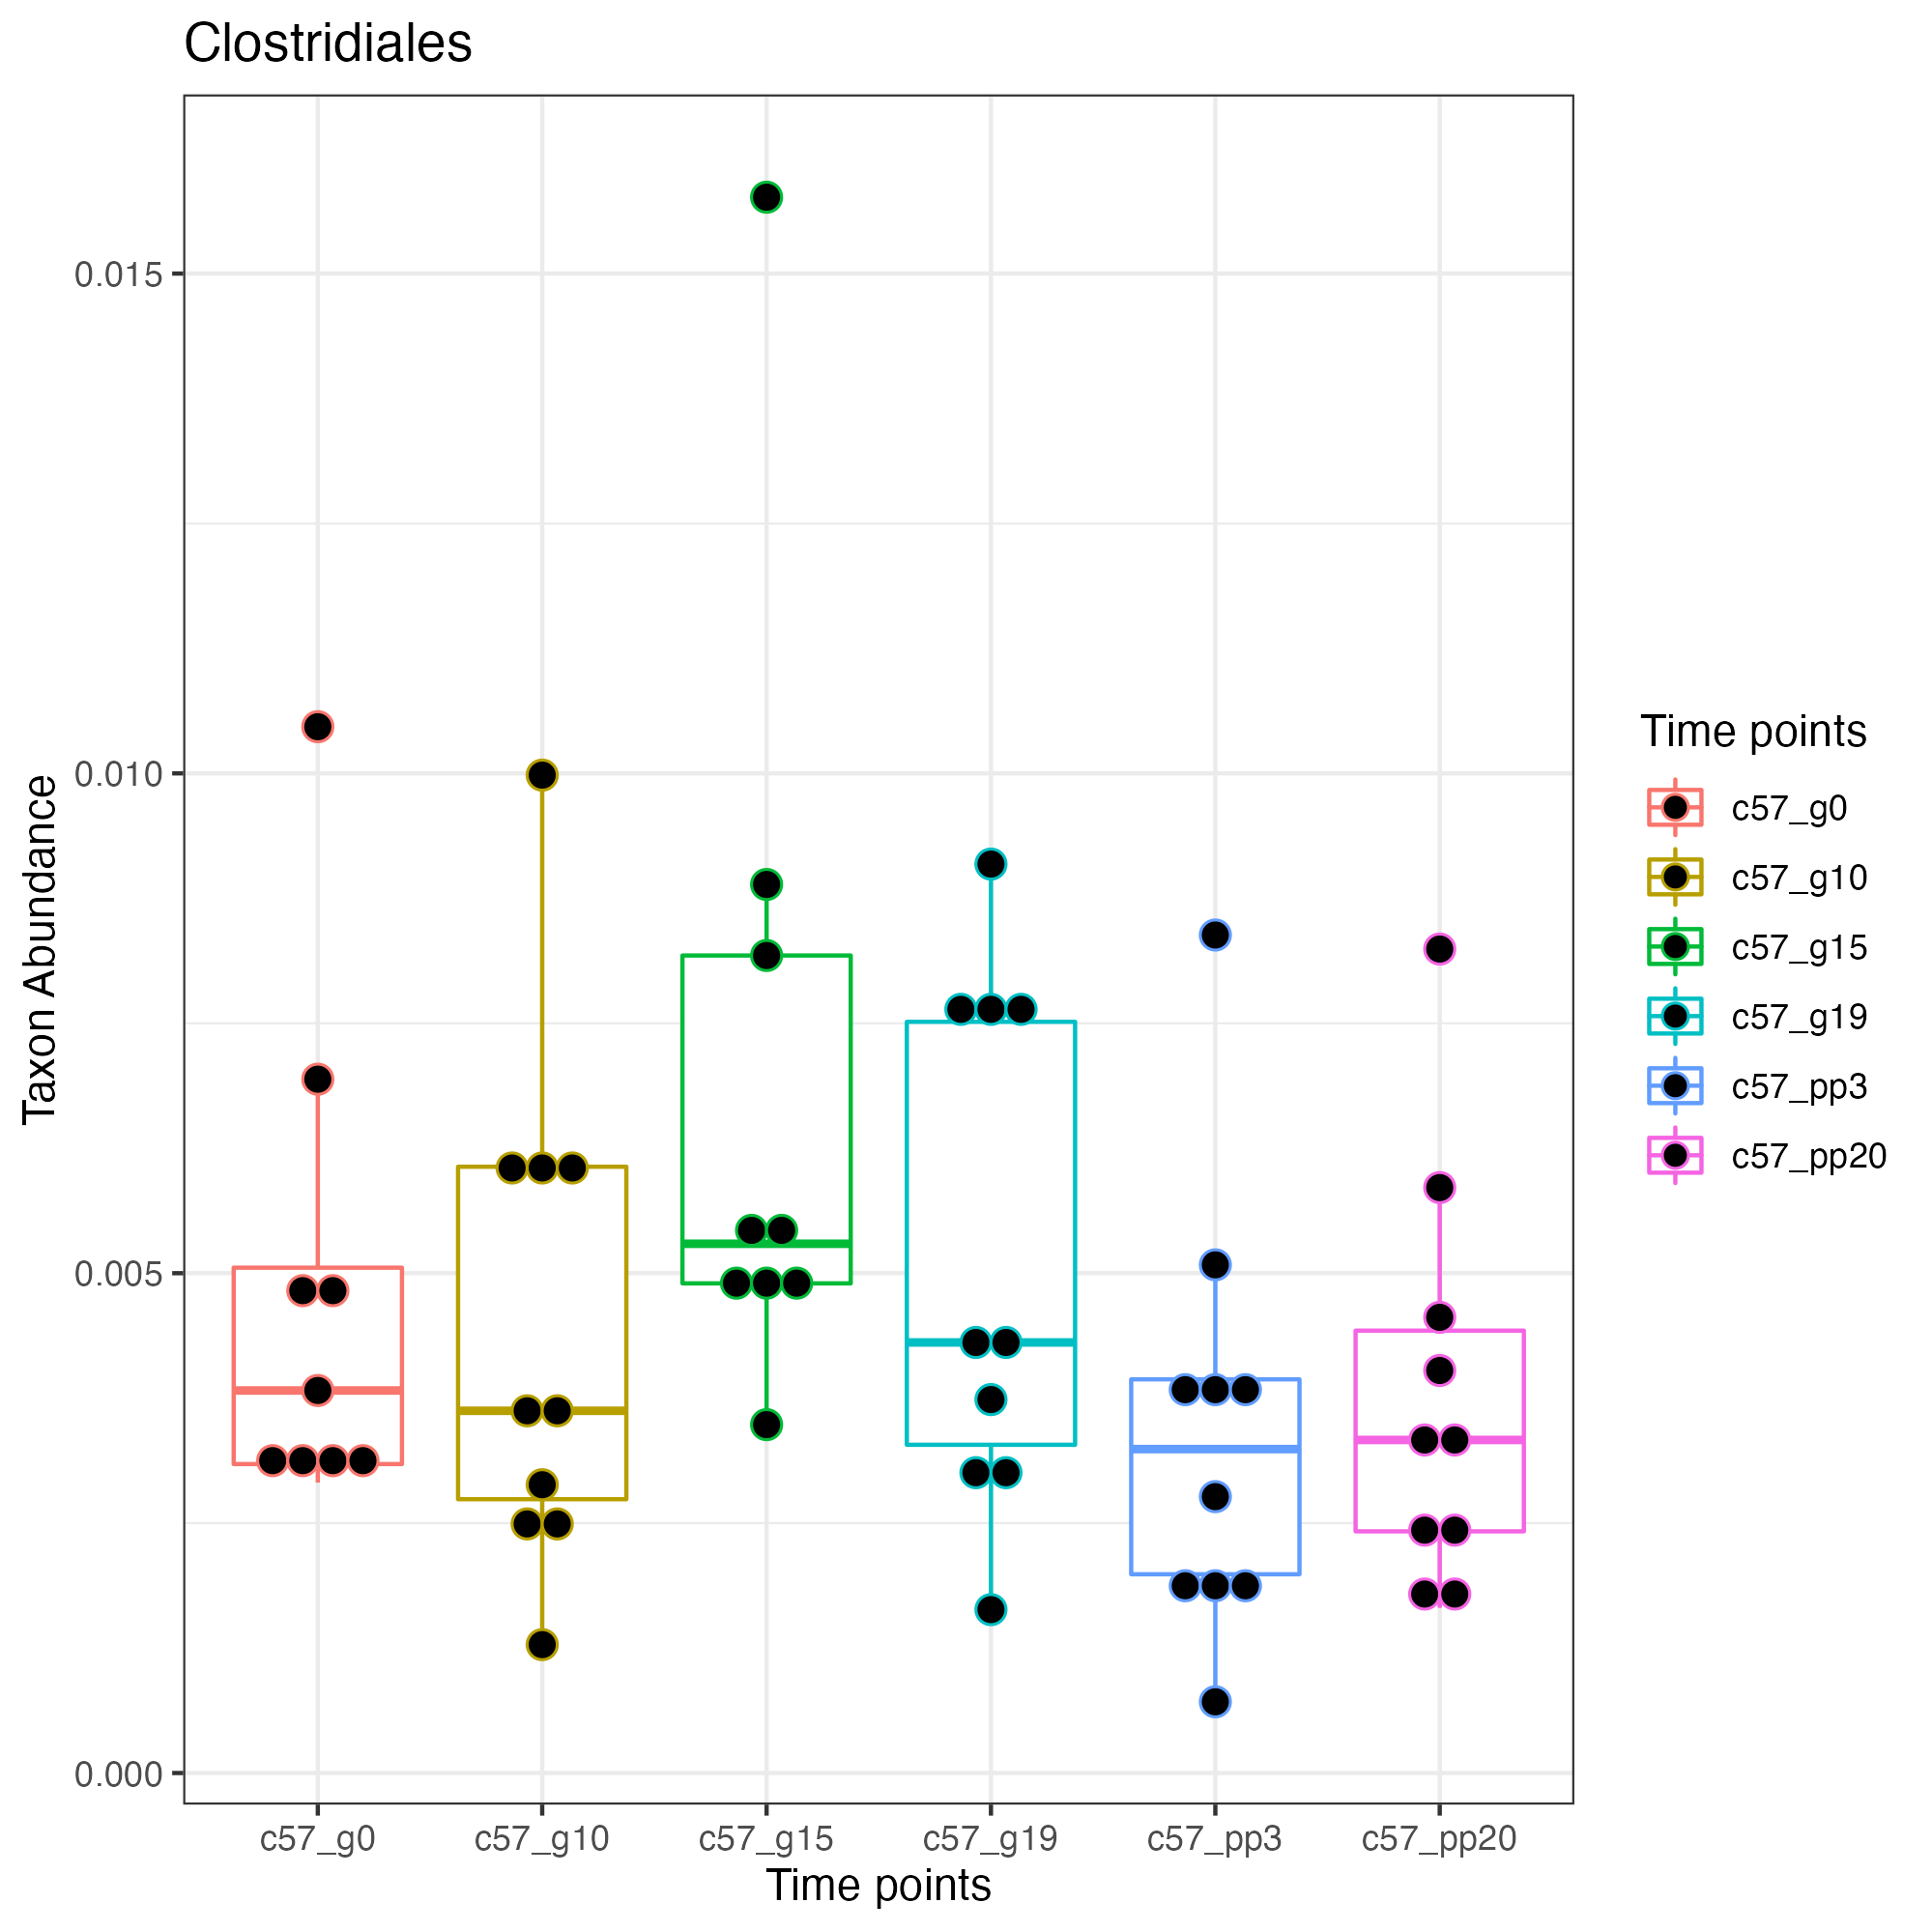 Clostridiales
Taxon Abundance
0.015
0.010
0.005
0.000
c57_g0 c57_g10 c57_g15 c57_g19 c57_pp3 c57_pp20
Time points
Time points
c57_g0
c57_g10
c57_g15
c57_g19
c57_pp3
c57_pp20